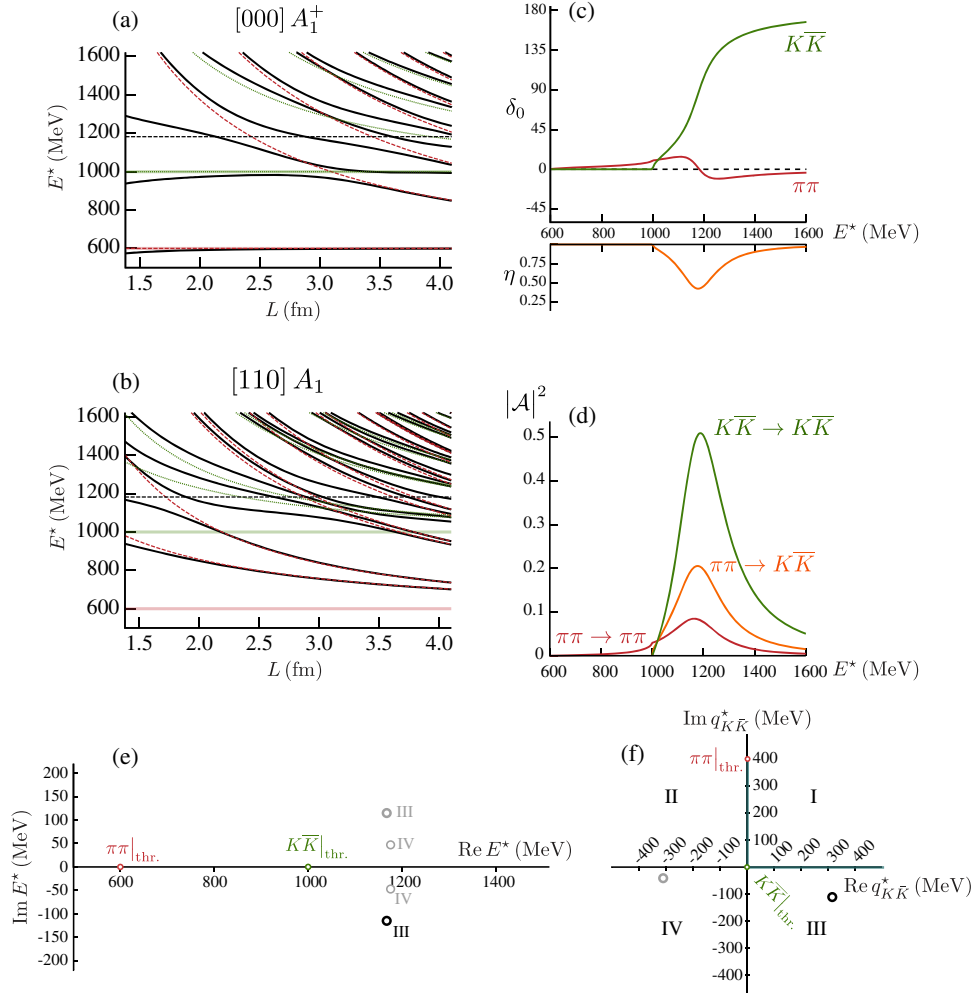 (a)
[000] A₁⁺
1600
1400
1200
1000
800
600
E⋆ (MeV)
1.5 2.0 2.5 3.0 3.5 4.0
L (fm)
(c)
180
135
90
45
0
-45
δ₀
KK̅
ππ
600 800 1000 1200 1400 1600 E⋆ (MeV)
η
0.75
0.50
0.25
(b)
[110] A₁
1600
1400
1200
1000
800
600
E⋆ (MeV)
1.5 2.0 2.5 3.0 3.5 4.0
L (fm)
|𝒜|²
(d)
0.5
0.4
0.3
0.2
0.1
0
KK̅ → KK̅
ππ → KK̅
ππ → ππ
600 800 1000 1200 1400 1600 E⋆ (MeV)
(e)
200
150
100
50
0
-50
-100
-150
-200
Im E⋆ (MeV)
ππ|thr.
KK̅|thr.
III
IV
IV
III
Re E⋆ (MeV)
600 800 1000 1200 1400
Im q⋆KK̄ (MeV)
(f)
ππ|thr.
400
300
200
100
II
I
-400 -300 -200 -100
100 200 300 400
KK̅|thr.
Re q⋆KK̄ (MeV)
-100
-200
-300
-400
IV
III